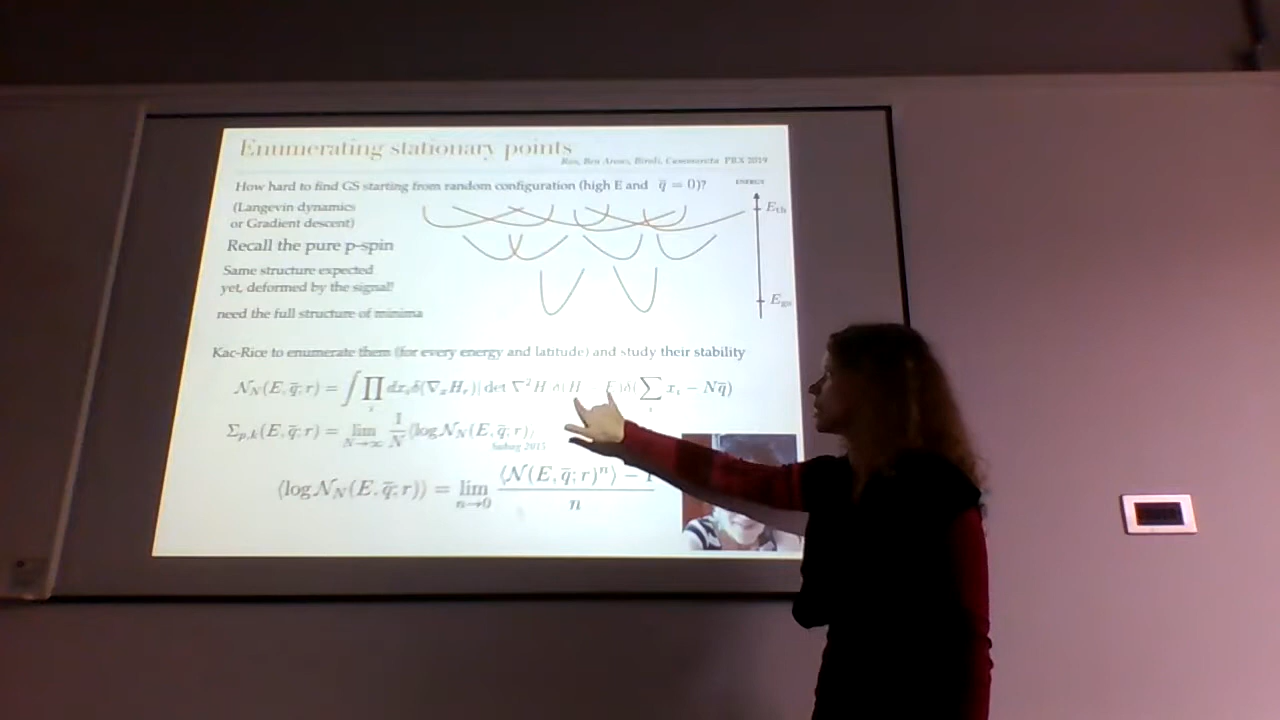 Enumerating stationary points
Ros, Ben Arous, Biroli, Cammarota PRX 2019
How hard to find GS starting from random configuration (high E and q̅ = 0)?
ENERGY
(Langevin dynamics
or Gradient descent)
E_th
Recall the pure p-spin
Same structure expected
yet, deformed by the signal!
E_gs
need the full structure of minima
Kac-Rice to enumerate them (for every energy and latitude) and study their stability
𝒩_N(E, q̅; r) = ∫ ∏_i dx_i δ(∇_x H_r)| det ∇²H H E )δ(∑_i x_i − Nq̅)
Σ_{p,k}(E, q̅; r) = lim_{N→∞} 1/N ⟨log 𝒩_N(E, q̅; r)⟩
2015
⟨log 𝒩_N(E, q̅; r)⟩ = lim_{n→0} (⟨𝒩(E, q̅; r)^n⟩ − 1)/n